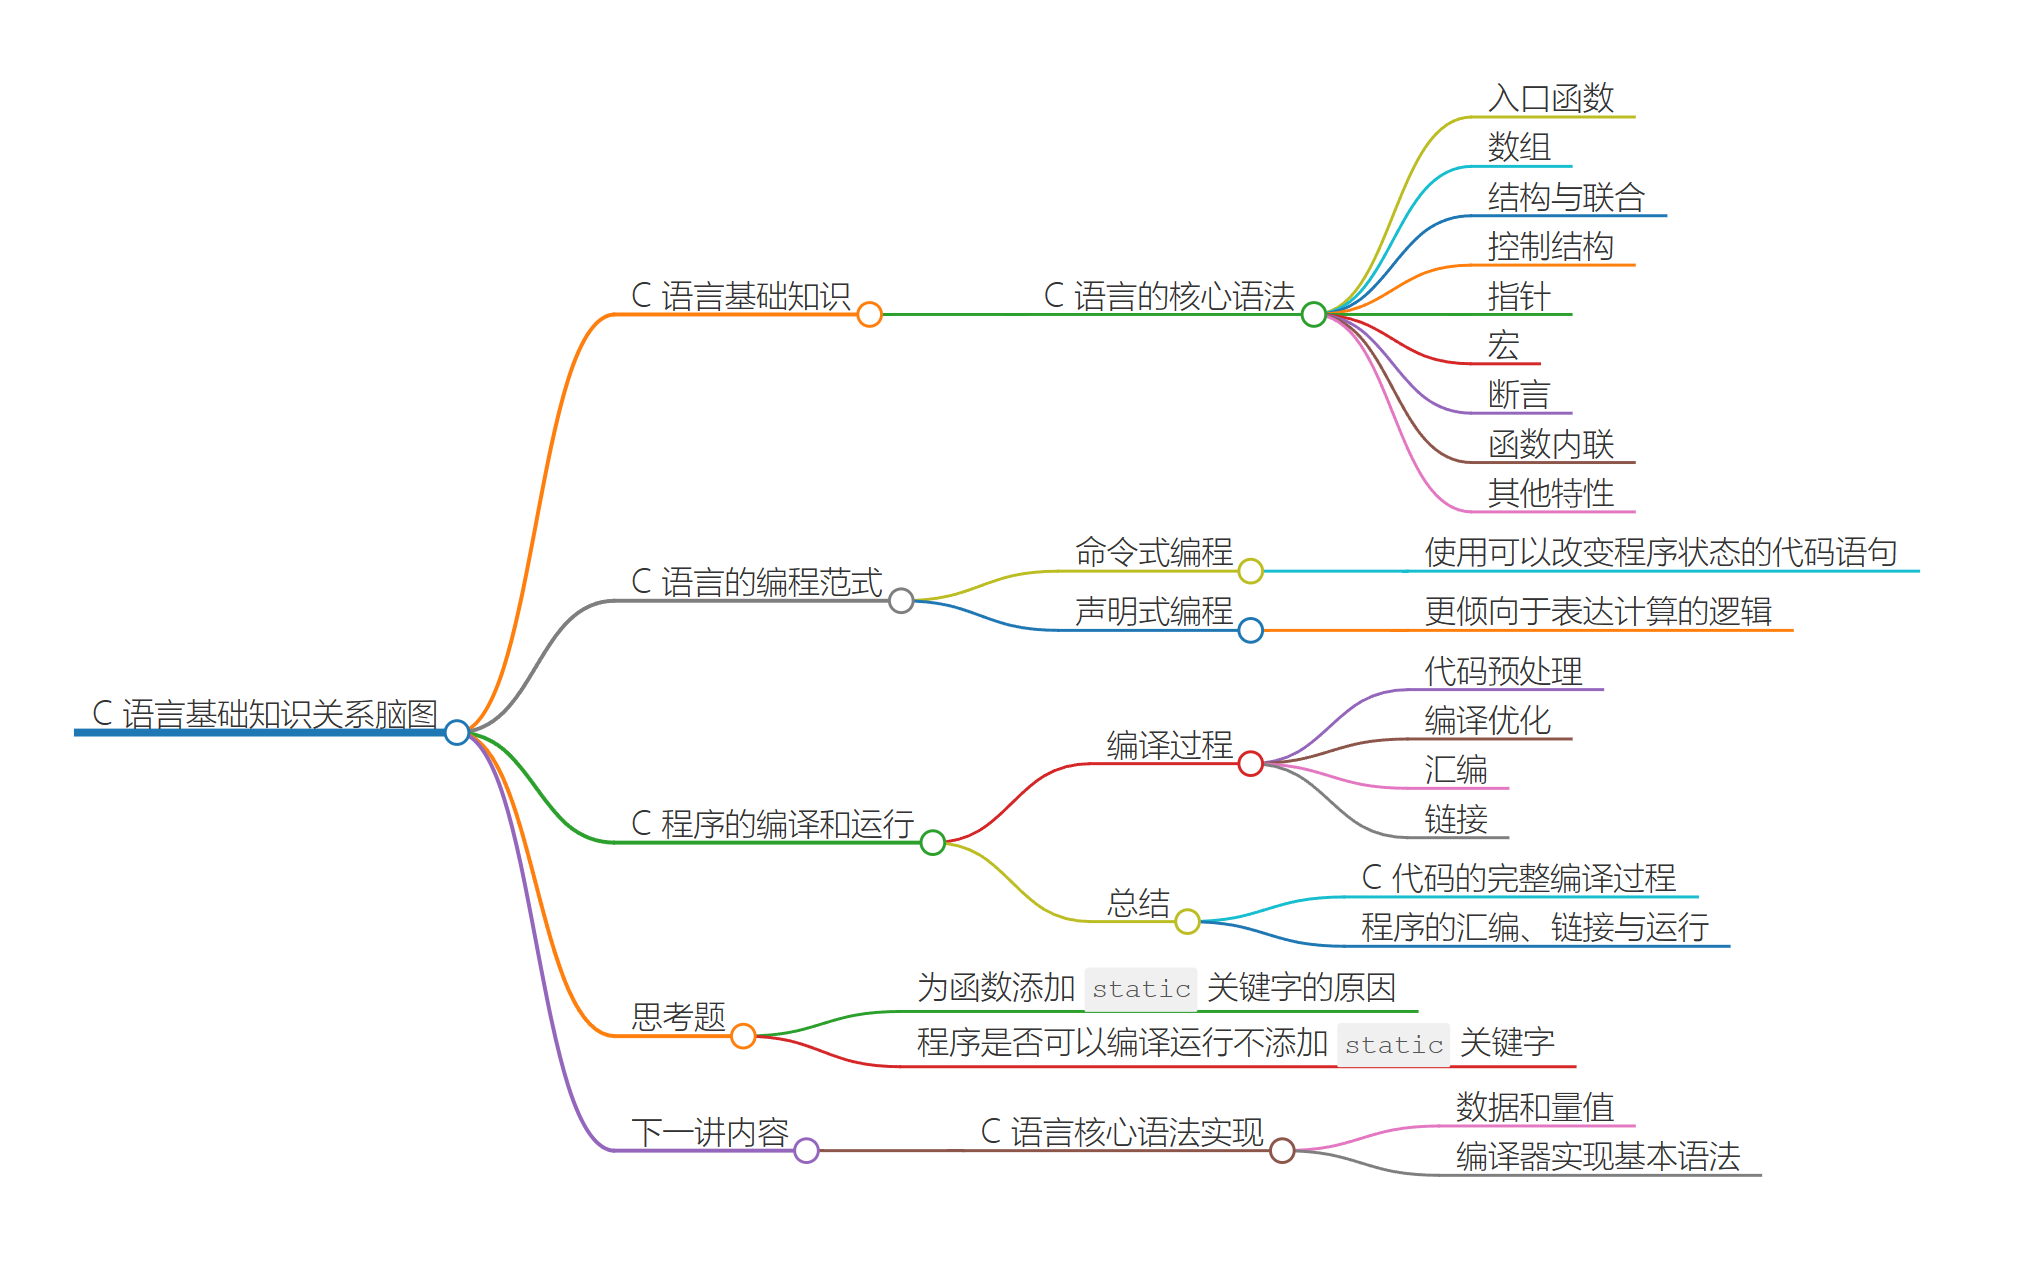 C 语言基础知识关系脑图
C 语言基础知识
C 语言的核心语法
入口函数
数组
结构与联合
控制结构
指针
宏
断言
函数内联
其他特性
C 语言的编程范式
命令式编程
使用可以改变程序状态的代码语句
声明式编程
更倾向于表达计算的逻辑
C 程序的编译和运行
编译过程
代码预处理
编译优化
汇编
链接
总结
C 代码的完整编译过程
程序的汇编、链接与运行
思考题
为函数添加 static 关键字的原因
程序是否可以编译运行不添加 static 关键字
下一讲内容
C 语言核心语法实现
数据和量值
编译器实现基本语法